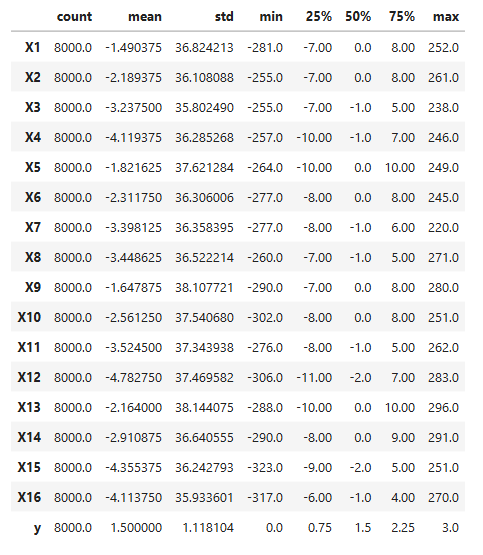 count mean std min 25% 50% 75% max
X1 8000.0 -1.490375 36.824213 -281.0 -7.00 0.0 8.00 252.0
X2 8000.0 -2.189375 36.108088 -255.0 -7.00 0.0 8.00 261.0
X3 8000.0 -3.237500 35.802490 -255.0 -7.00 -1.0 5.00 238.0
X4 8000.0 -4.119375 36.285268 -257.0 -10.00 -1.0 7.00 246.0
X5 8000.0 -1.821625 37.621284 -264.0 -10.00 0.0 10.00 249.0
X6 8000.0 -2.311750 36.306006 -277.0 -8.00 0.0 8.00 245.0
X7 8000.0 -3.398125 36.358395 -277.0 -8.00 -1.0 6.00 220.0
X8 8000.0 -3.448625 36.522214 -260.0 -7.00 -1.0 5.00 271.0
X9 8000.0 -1.647875 38.107721 -290.0 -7.00 0.0 8.00 280.0
X10 8000.0 -2.561250 37.540680 -302.0 -8.00 0.0 8.00 251.0
X11 8000.0 -3.524500 37.343938 -276.0 -8.00 -1.0 5.00 262.0
X12 8000.0 -4.782750 37.469582 -306.0 -11.00 -2.0 7.00 283.0
X13 8000.0 -2.164000 38.144075 -288.0 -10.00 0.0 10.00 296.0
X14 8000.0 -2.910875 36.640555 -290.0 -8.00 0.0 9.00 291.0
X15 8000.0 -4.355375 36.242793 -323.0 -9.00 -2.0 5.00 251.0
X16 8000.0 -4.113750 35.933601 -317.0 -6.00 -1.0 4.00 270.0
y 8000.0 1.500000 1.118104 0.0 0.75 1.5 2.25 3.0